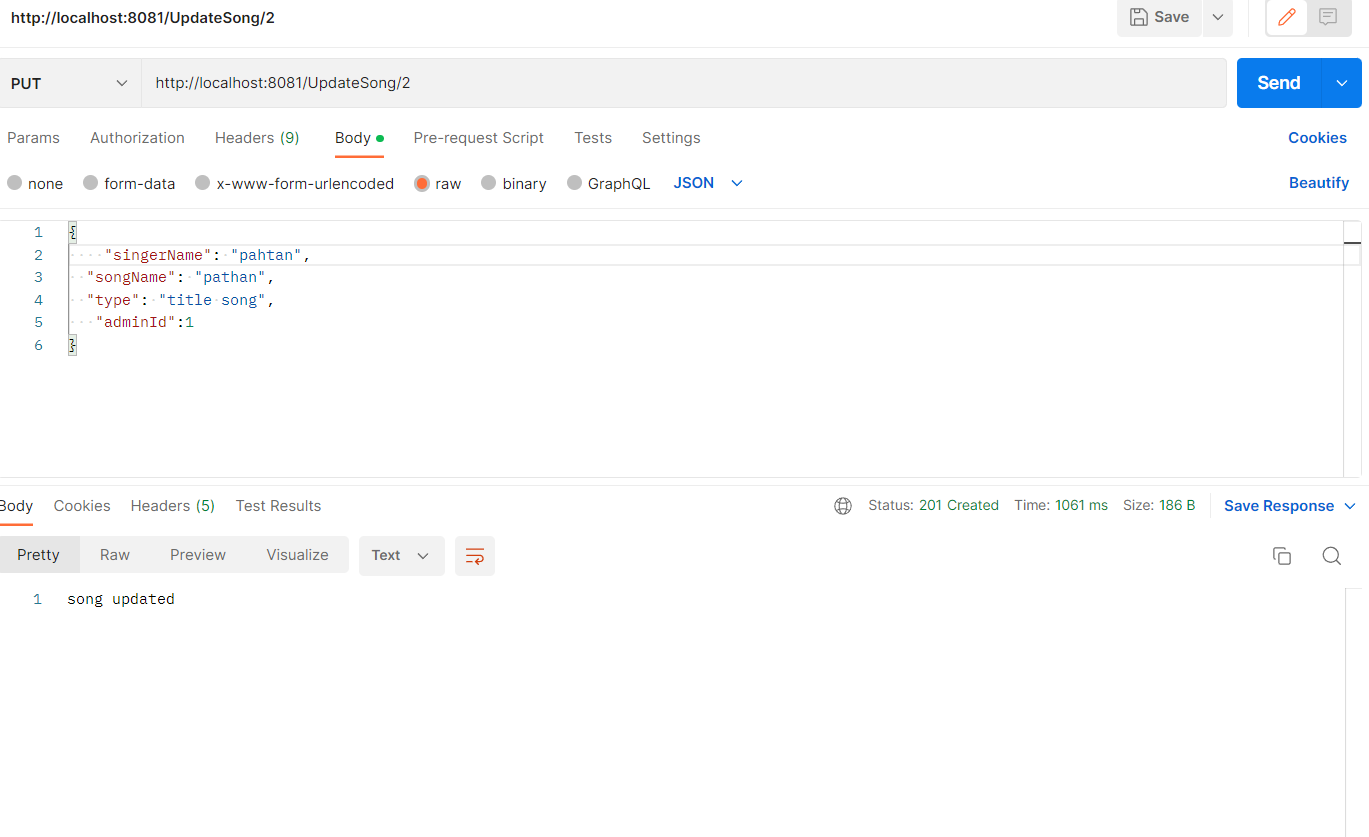 http://localhost:8081/UpdateSong/2 Save
PUT http://localhost:8081/UpdateSong/2 Send
Params Authorization Headers (9) Body Pre-request Script Tests Settings Cookies
none form-data x-www-form-urlencoded raw binary GraphQL JSON Beautify
1 {
2 "singerName": "pahtan",
3 "songName": "pathan",
4 "type": "title song",
5 "adminId":1
6 }
Body Cookies Headers (5) Test Results Status: 201 Created Time: 1061 ms Size: 186 B Save Response
Pretty Raw Preview Visualize Text
1 song updated